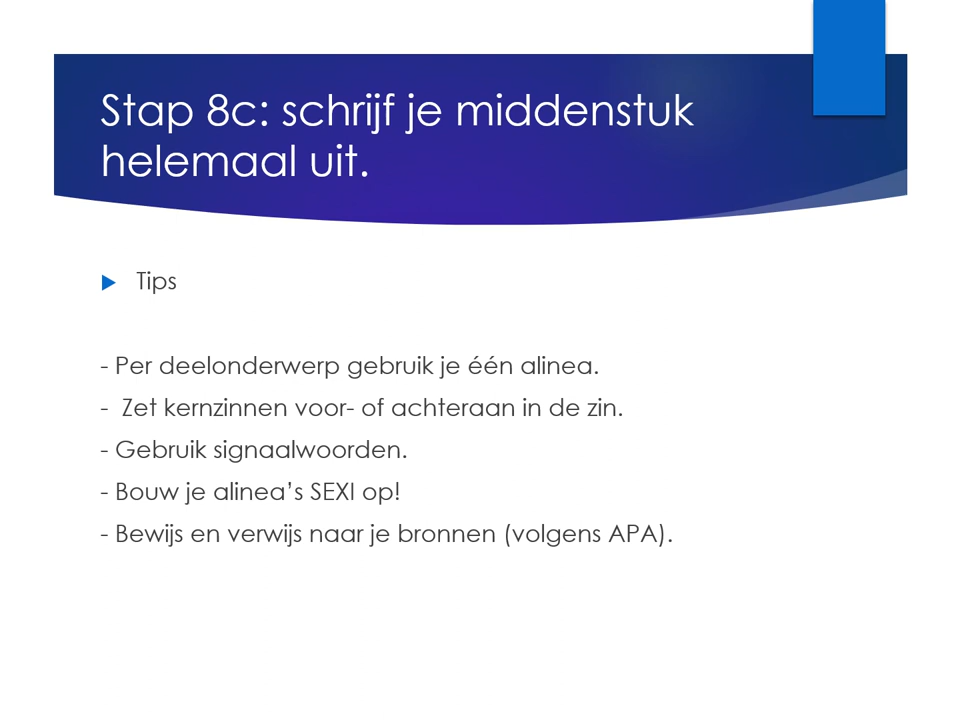 Stap 8c: schrijf je middenstuk
helemaal uit.
Tips
- Per deelonderwerp gebruik je één alinea.
-  Zet kernzinnen voor- of achteraan in de zin.
- Gebruik signaalwoorden.
- Bouw je alinea’s SEXI op!
- Bewijs en verwijs naar je bronnen (volgens APA).